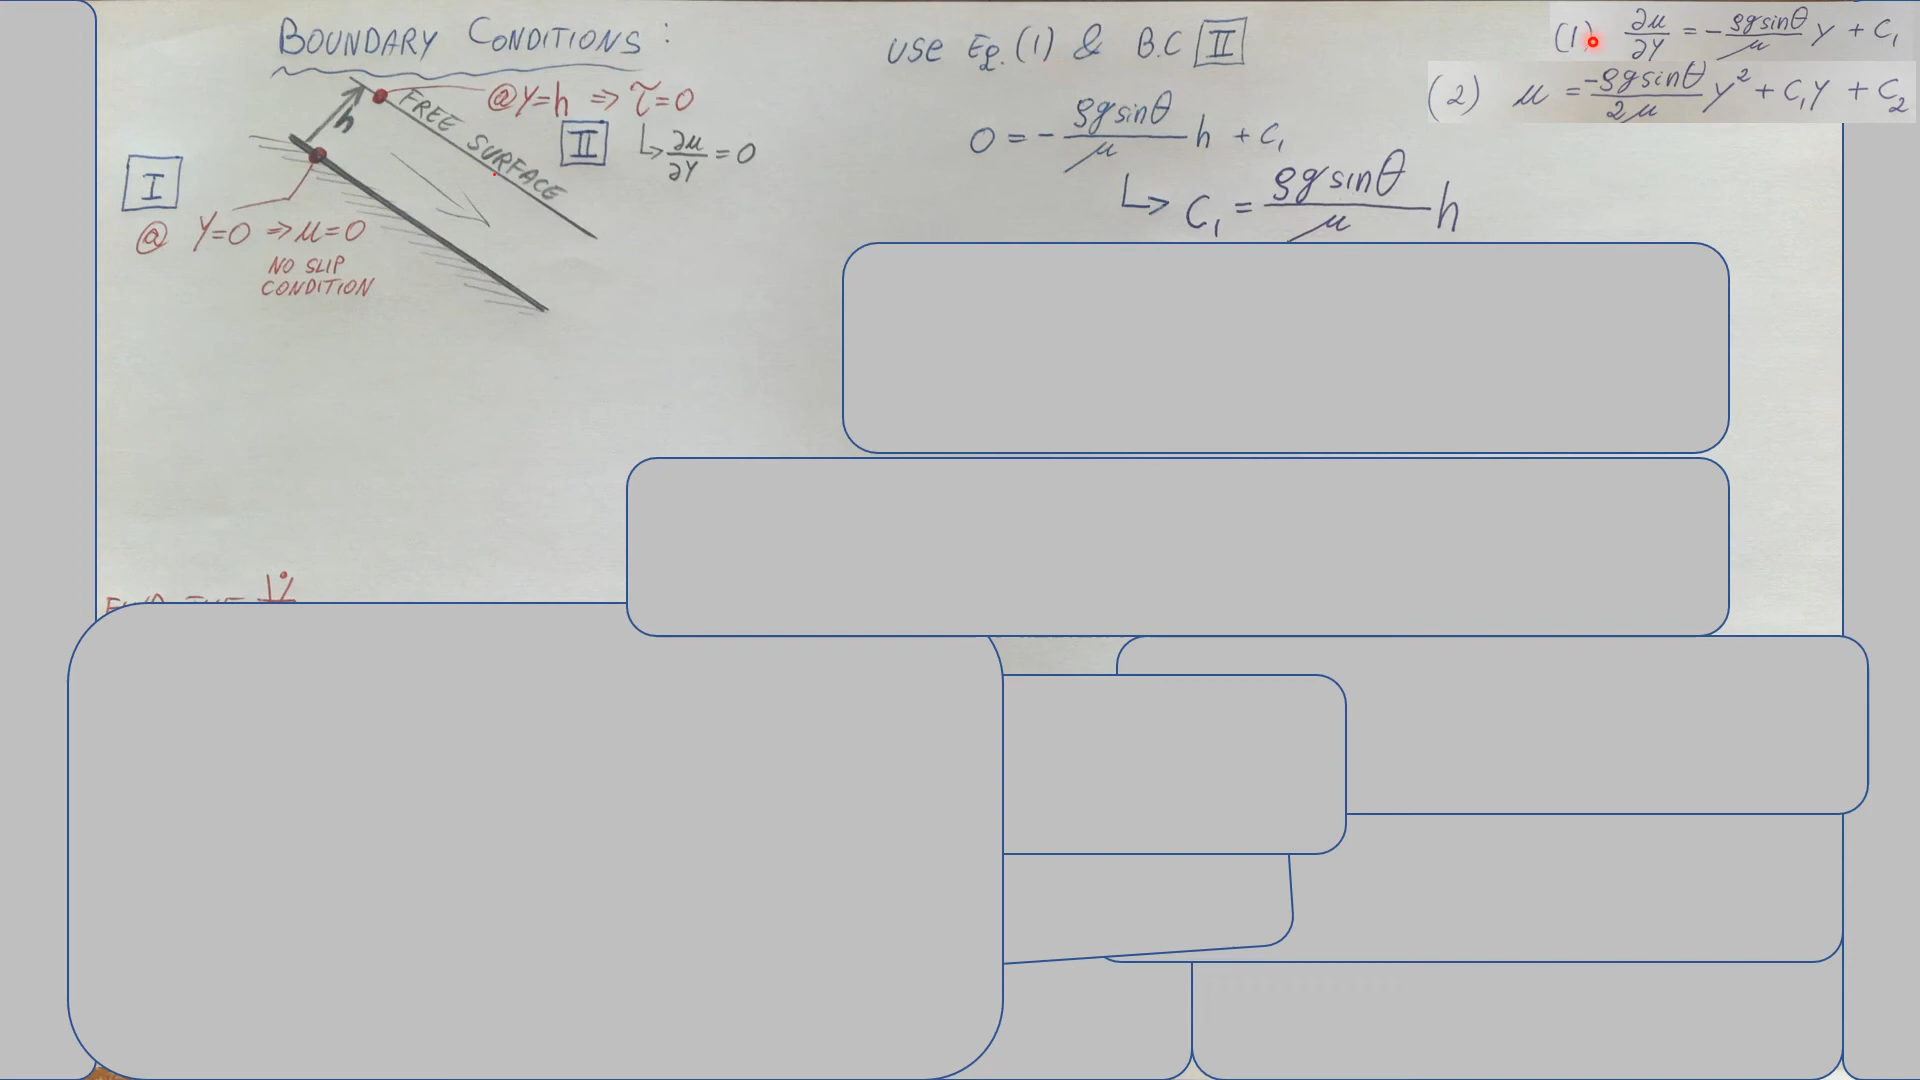 BOUNDARY CONDITIONS:
@ Y=h ⇒ τ=0
II ↳ ∂u/∂Y = 0
FREE SURFACE
h
I
@ Y=0 ⇒ u=0
NO SLIP
CONDITION
USE Eq. (1) & B.C II
0 = - ρg sinθ/μ h + C₁
↳ C₁ = ρg sinθ/μ h
(1) ∂u/∂Y = - ρg sinθ/μ Y + C₁
(2) u = -ρg sinθ/2μ Y² + C₁Y + C₂